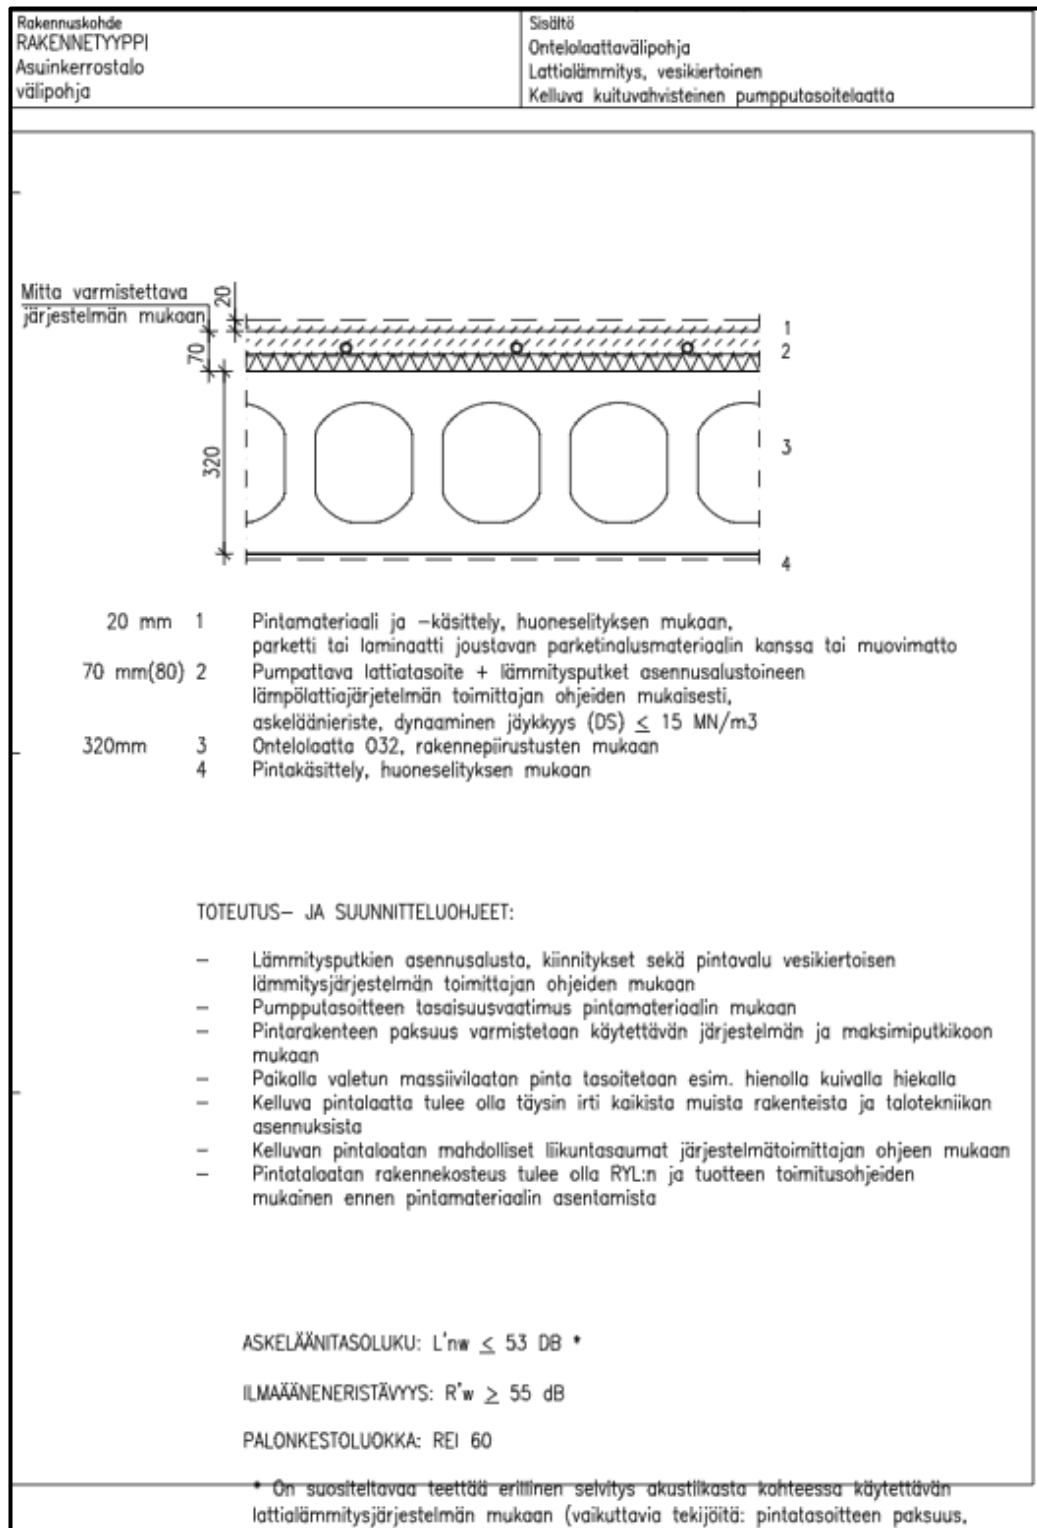 Rakennuskohde
RAKENNETYYPPI
Asuinkerrostalo
välipohja
Sisältö
Ontelolaattavälipohja
Lattialämmitys, vesikiertoinen
Kelluva kuituvahvisteinen pumpputasoitelaatta
Mitta varmistettava
järjestelmän mukaan
20
70
320
1
2
3
4
20 mm 1 Pintamateriaali ja -käsittely, huoneselityksen mukaan,
parketti tai laminaatti joustavan parketinalusmateriaalin kanssa tai muovimatto
70 mm(80) 2 Pumpattava lattiatasoite + lämmitysputket asennusalustoineen
lämpölattiajärjetelmän toimittajan ohjeiden mukaisesti,
askelääneriste, dynaaminen jäykkyys (DS) ≤ 15 MN/m3
320mm 3 Ontelolaatta O32, rakennepiirustusten mukaan
4 Pintakäsittely, huoneselityksen mukaan
TOTEUTUS- JA SUUNNITTELUOHJEET:
- Lämmitysputkien asennusalusta, kiinnitykset sekä pintavalu vesikiertoisen
lämmitysjärjestelmän toimittajan ohjeiden mukaan
- Pumpputasoitteen tasaisuusvaatimus pintamateriaalin mukaan
- Pintarakenteen paksuus varmistetaan käytettävän järjestelmän ja maksimiputkikoon
mukaan
- Paikalla valetun massiivilaatan pinta tasoitetaan esim. hienolla kuivalla hiekalla
- Kelluva pintalaatta tulee olla täysin irti kaikista muista rakenteista ja talotekniikan
asennuksista
- Kelluvan pintalaatan mahdolliset liikuntasaumat järjestelmätoimittajan ohjeen mukaan
- Pintatalaatan rakennekosteus tulee olla RYL:n ja tuotteen toimitusohjeiden
mukainen ennen pintamateriaalin asentamista
ASKELÄÄNITASOLUKU: L'nw ≤ 53 DB *
ILMAÄÄNENERISTÄVYYS: R'w ≥ 55 dB
PALONKESTOLUOKKA: REI 60
* On suositeltavaa teettää erillinen selvitys akustiikasta kohteessa käytettävän
lattialämmitysjärjestelmän mukaan (vaikuttavia tekijöitä: pintatasoitteen paksuus,